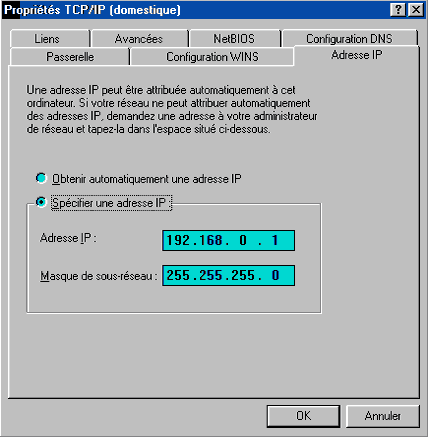 Propriétés TCP/IP (domestique)
Liens Avancées NetBIOS Configuration DNS
Passerelle Configuration WINS Adresse IP
Une adresse IP peut être attribuée automatiquement à cet
ordinateur. Si votre réseau ne peut attribuer automatiquement
des adresses IP, demandez une adresse à votre administrateur
de réseau et tapez-la dans l'espace situé ci-dessous.
Obtenir automatiquement une adresse IP
Spécifier une adresse IP :
Adresse IP : 192.168. 0 . 1
Masque de sous-réseau : 255.255.255. 0
OK Annuler